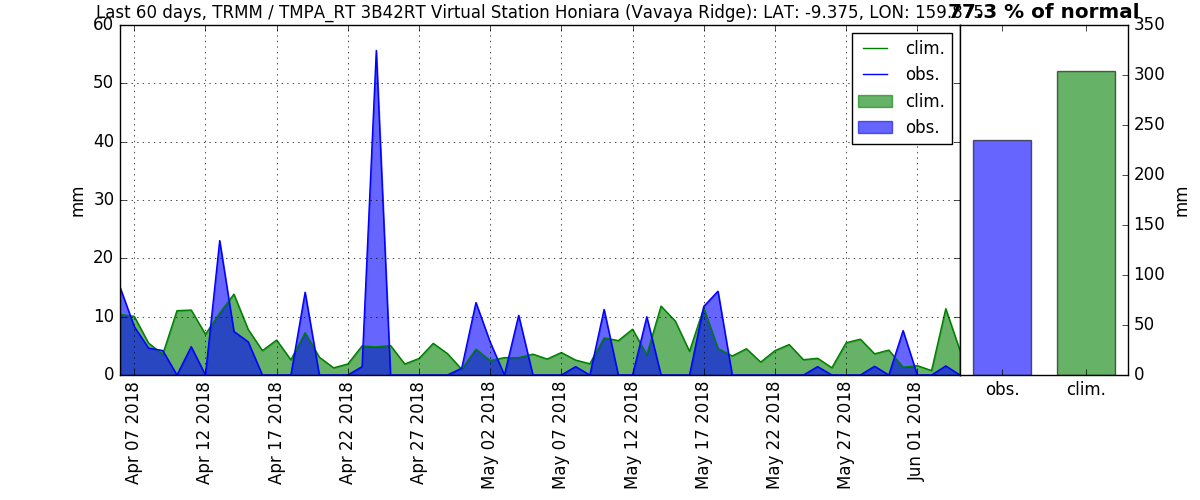 Last 60 days, TRMM / TMPA_RT 3B42RT Virtual Station Honiara (Vavaya Ridge): LAT: -9.375, LON: 159.875
77.3 % of normal
60
50
40
30
20
10
0
mm
clim.
obs.
clim.
obs.
350
300
250
200
150
100
50
0
mm
Apr 07 2018
Apr 12 2018
Apr 17 2018
Apr 22 2018
Apr 27 2018
May 02 2018
May 07 2018
May 12 2018
May 17 2018
May 22 2018
May 27 2018
Jun 01 2018
obs.
clim.